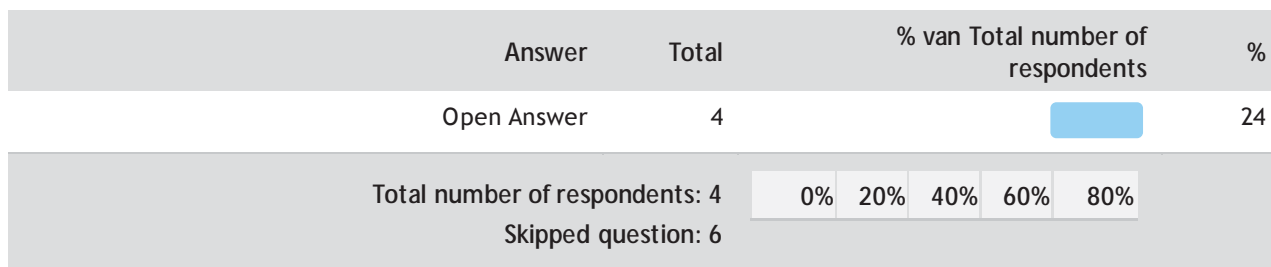 Answer Total % van Total number of respondents %
Open Answer 4 24
Total number of respondents: 4 0% 20% 40% 60% 80%
Skipped question: 6